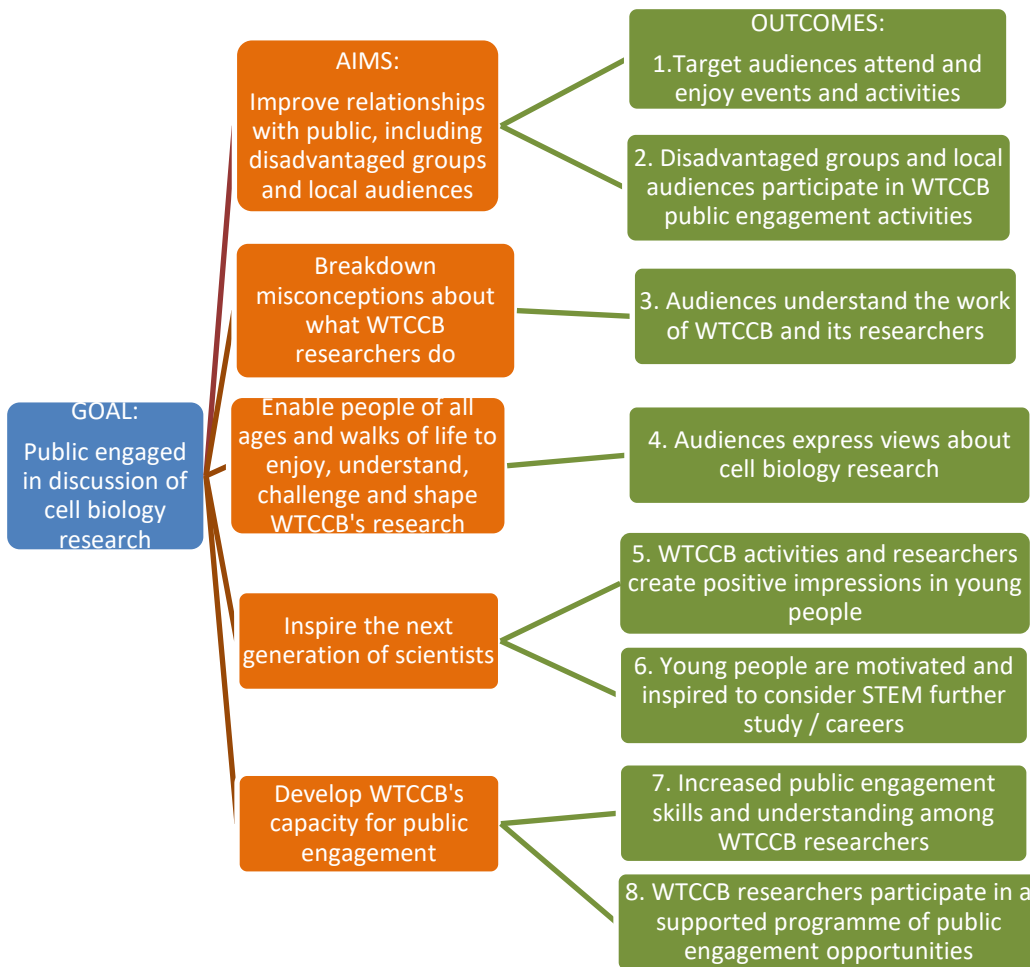 GOAL:
Public engaged
in discussion of
cell biology
research
AIMS:
Improve relationships
with public, including
disadvantaged groups
and local audiences
Breakdown
misconceptions about
what WTCCB
researchers do
Enable people of all
ages and walks of life to
enjoy, understand,
challenge and shape
WTCCB's research
Inspire the next
generation of scientists
Develop WTCCB's
capacity for public
engagement
OUTCOMES:
1.Target audiences attend and
enjoy events and activities
2. Disadvantaged groups and local
audiences participate in WTCCB
public engagement activities
3. Audiences understand the work
of WTCCB and its researchers
4. Audiences express views about
cell biology research
5. WTCCB activities and researchers
create positive impressions in young
people
6. Young people are motivated and
inspired to consider STEM further
study / careers
7. Increased public engagement
skills and understanding among
WTCCB researchers
8. WTCCB researchers participate in a
supported programme of public
engagement opportunities